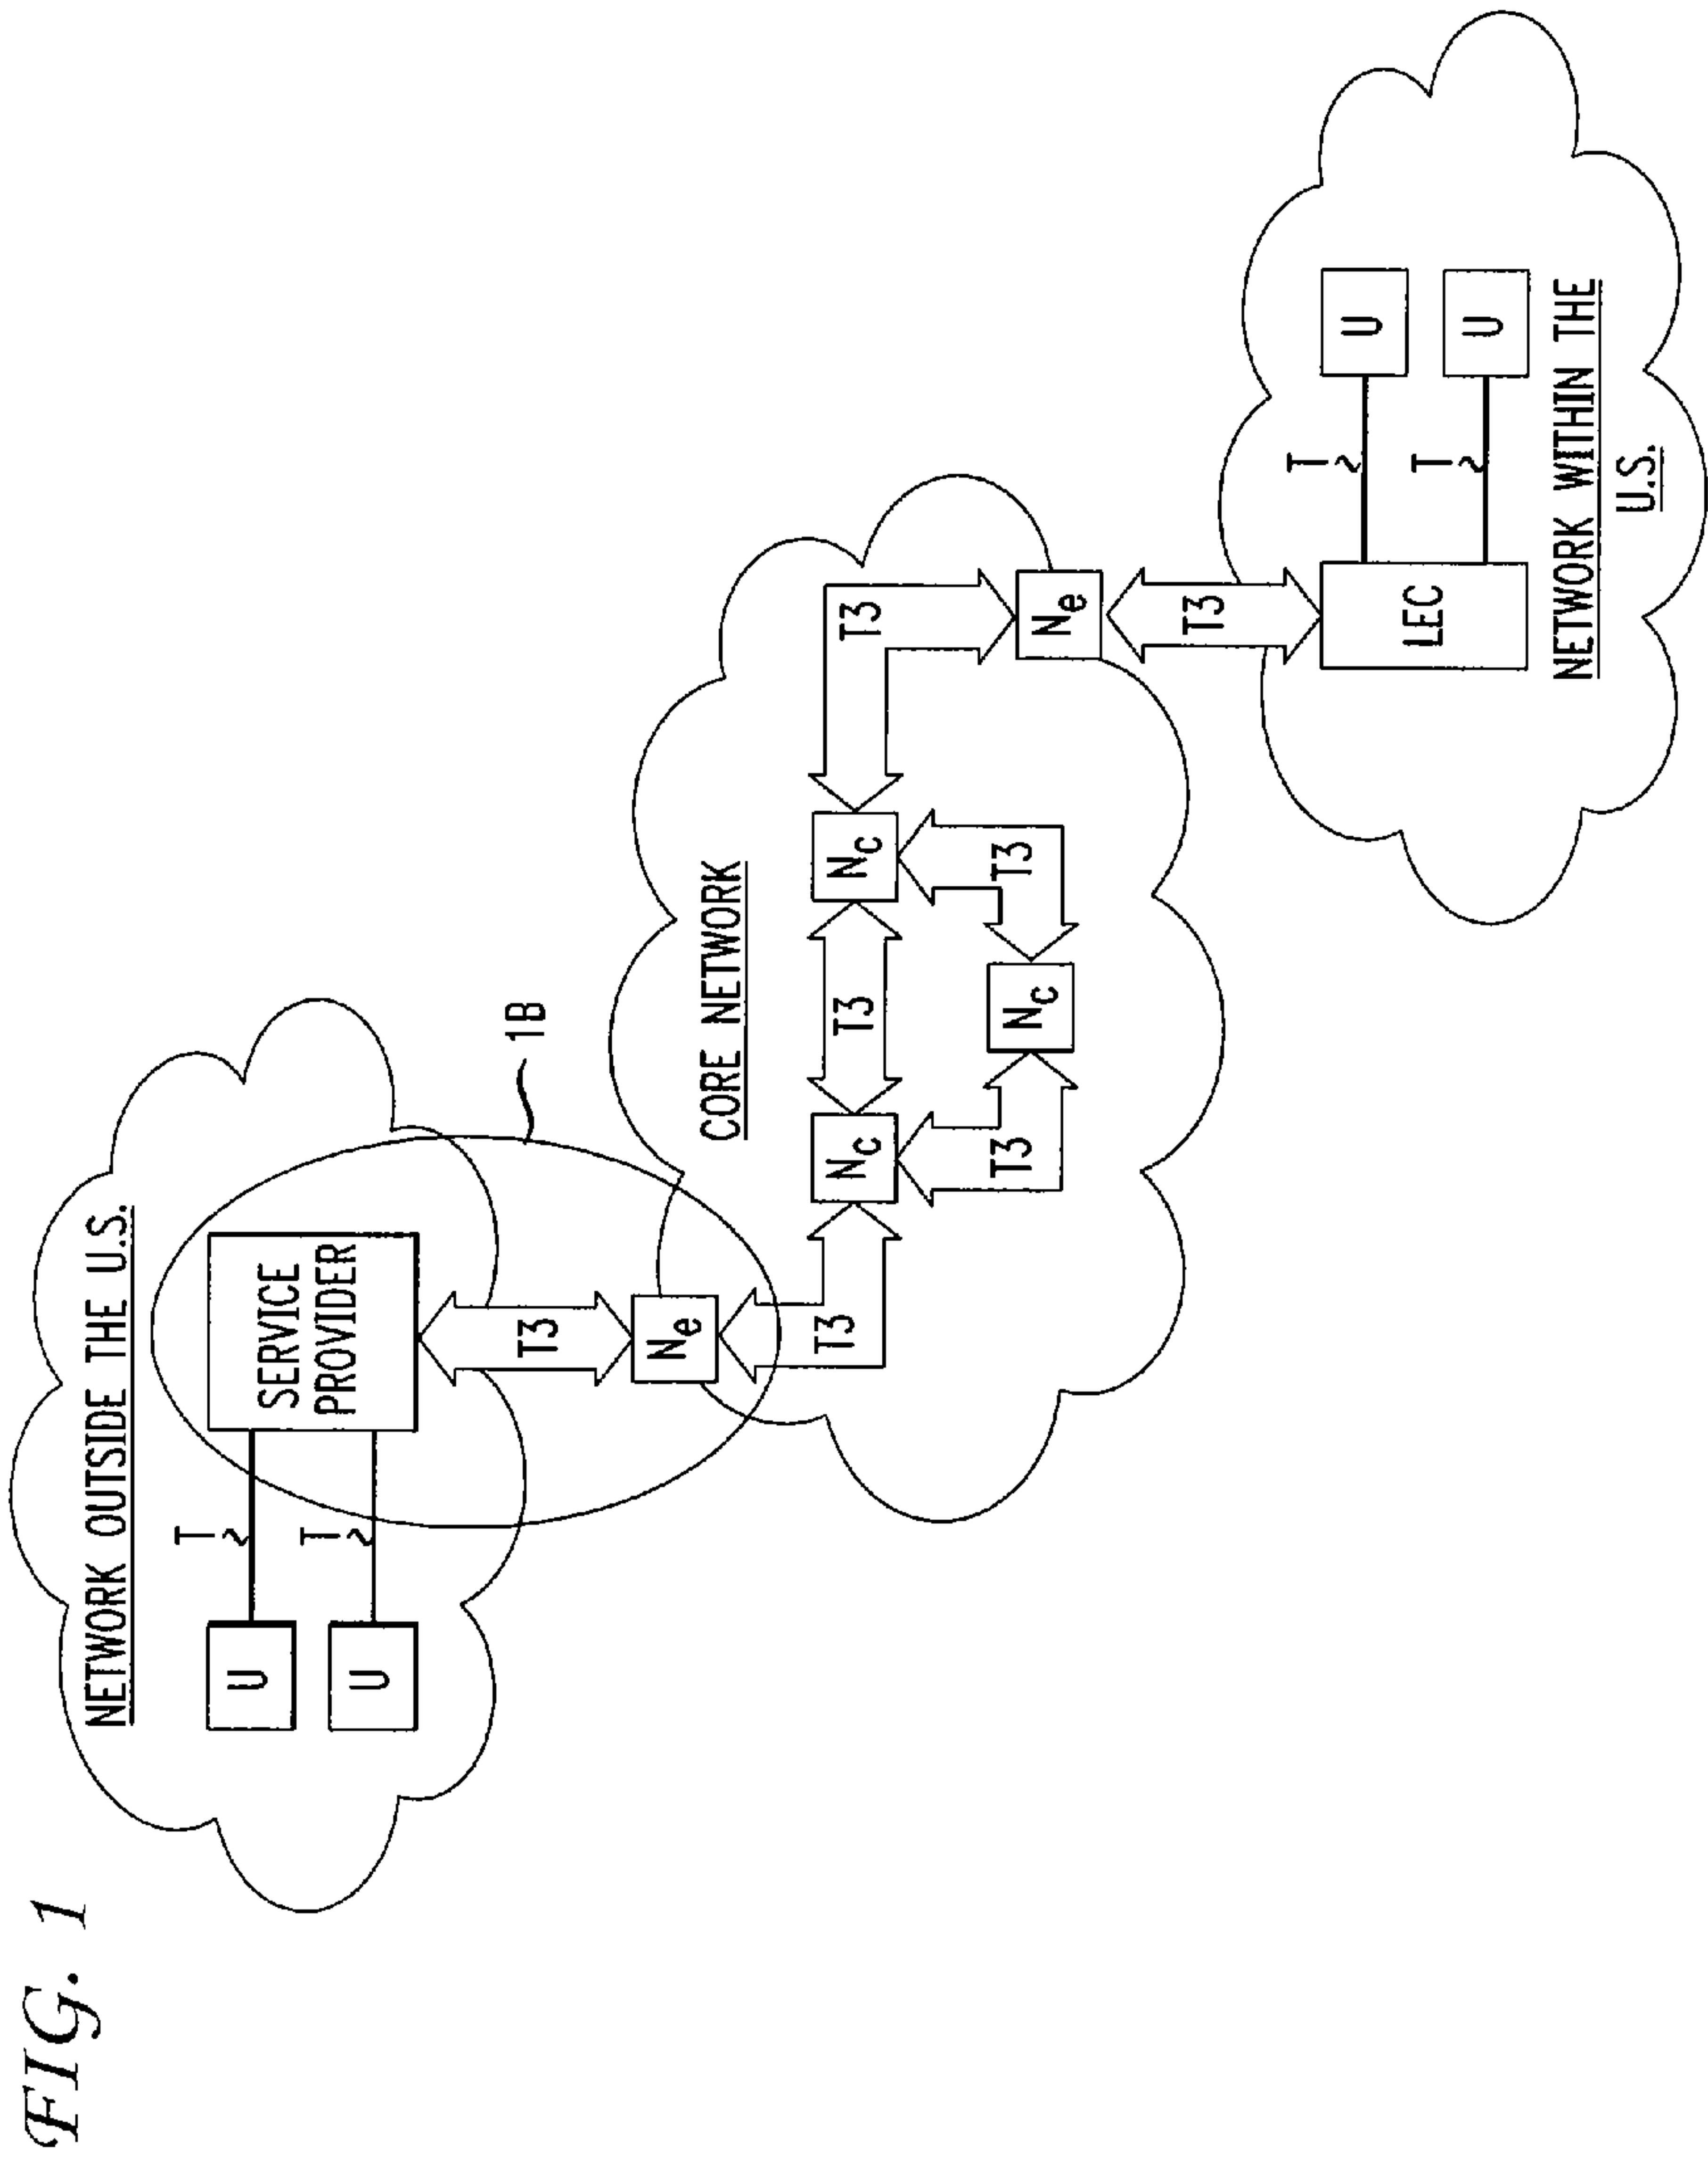 FIG. 1
NETWORK OUTSIDE THE U.S.
U
T
U
T
SERVICE
PROVIDER
T3
1B
Ne
T3
CORE NETWORK
Nc
T3
Nc
T3
Nc
T3
T3
Ne
T3
LEC
T
U
T
U
NETWORK WITHIN THE
U.S.